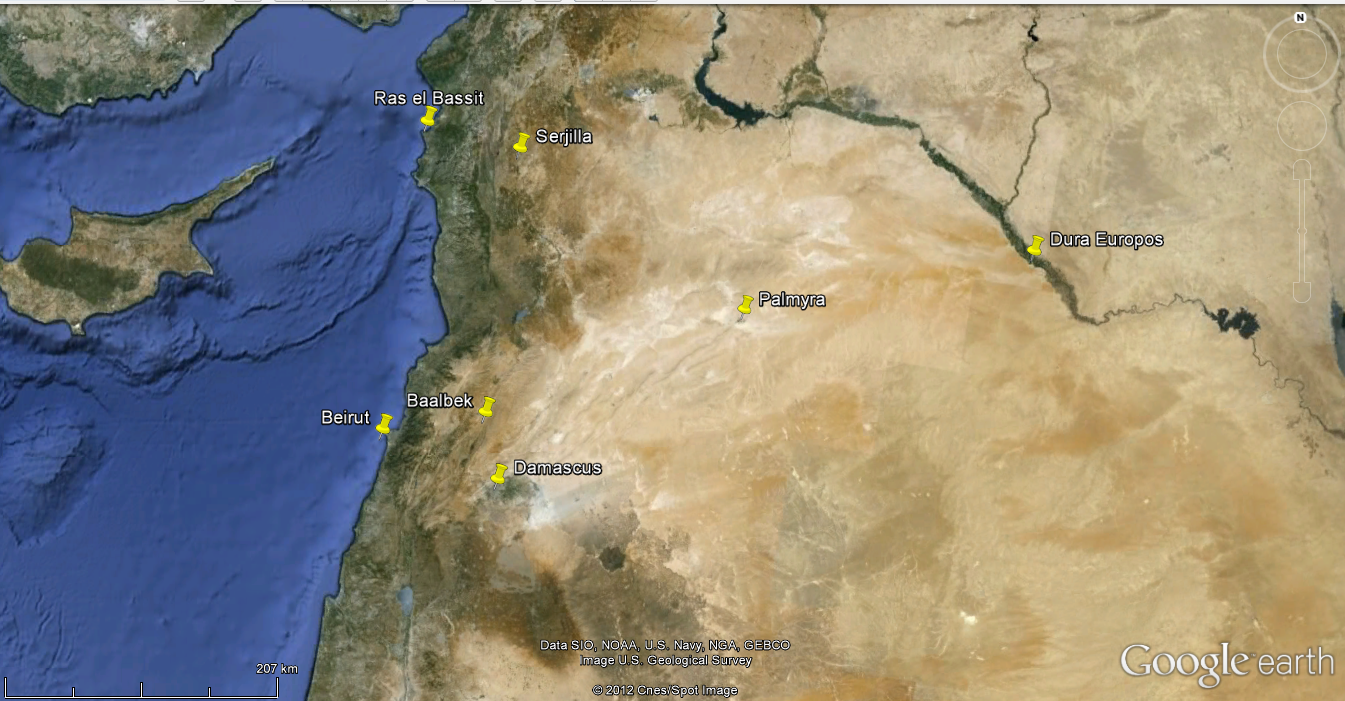 N
Ras el Bassit
Serjilla
Dura Europos
Palmyra
Baalbek
Beirut
Damascus
Data SIO, NOAA, U.S. Navy, NGA, GEBCO
Image U.S. Geological Survey
© 2012 Cnes/Spot Image
207 km
Google earth